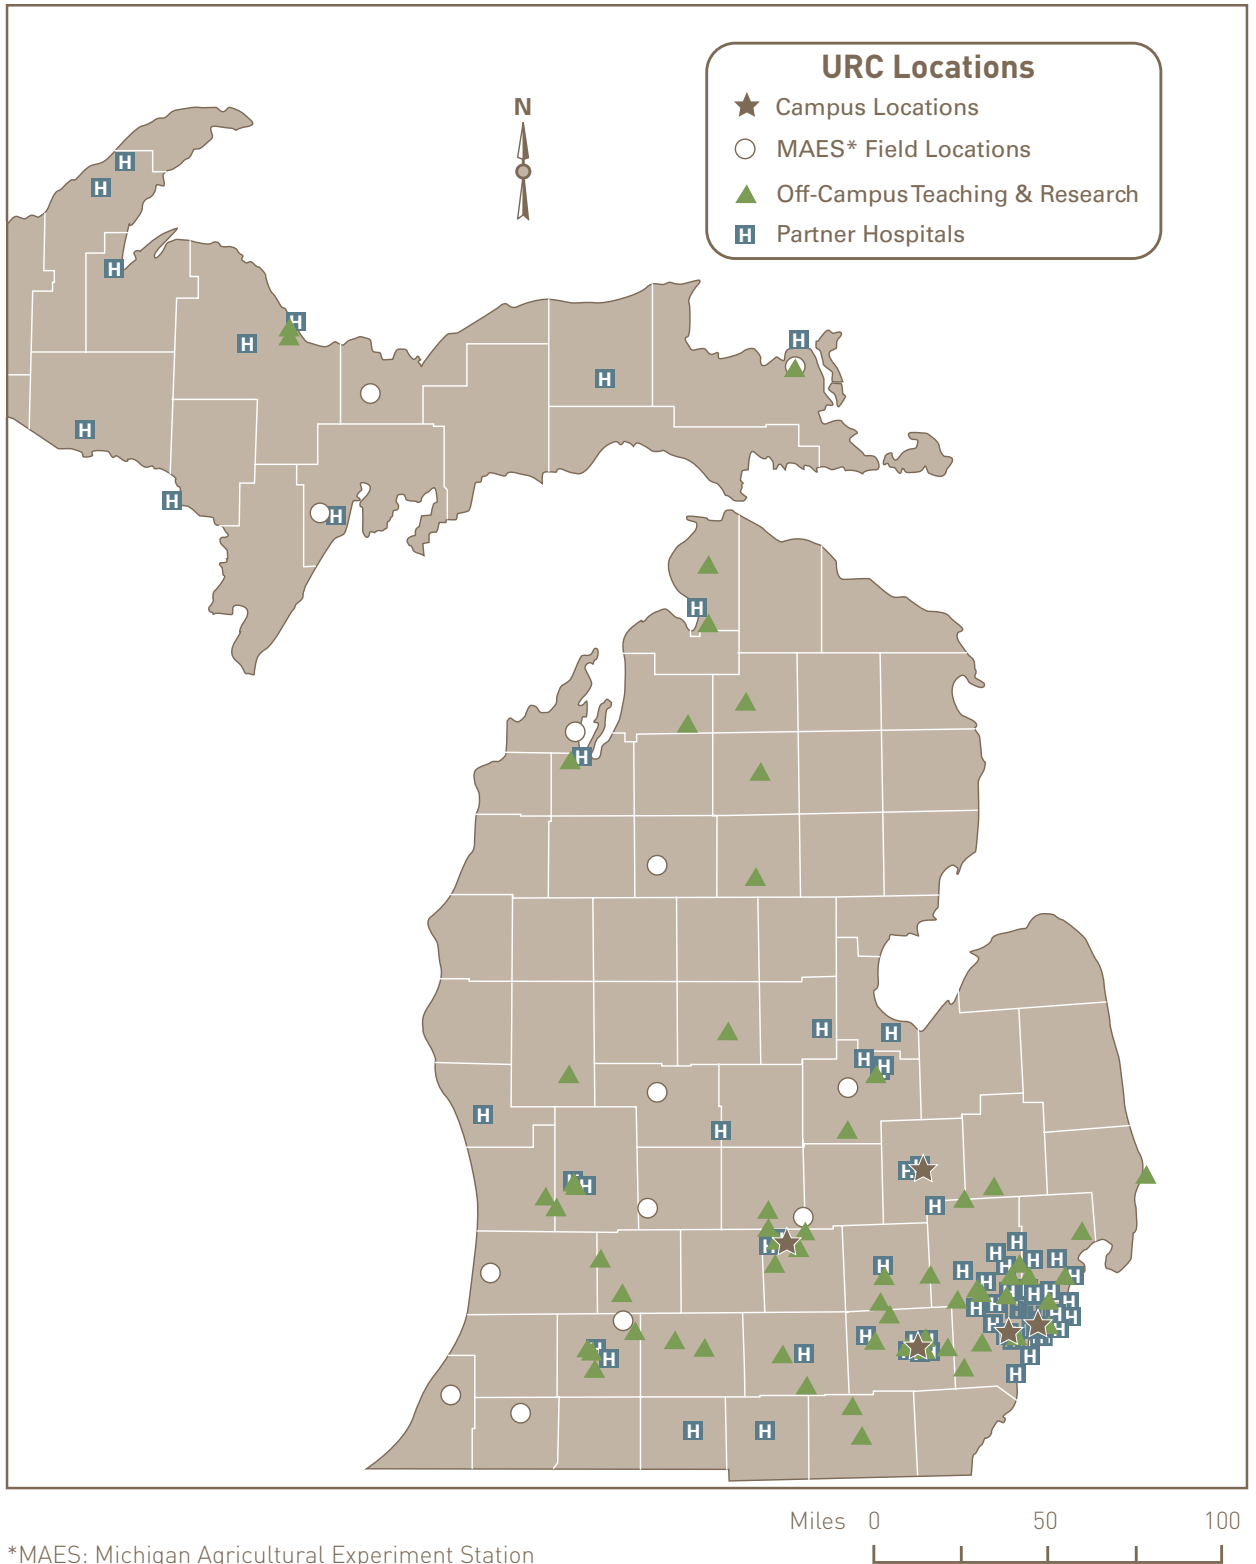 URC Locations
Campus Locations
MAES* Field Locations
Off-Campus Teaching & Research
H Partner Hospitals
N
Miles 0 50 100
*MAES: Michigan Agricultural Experiment Station